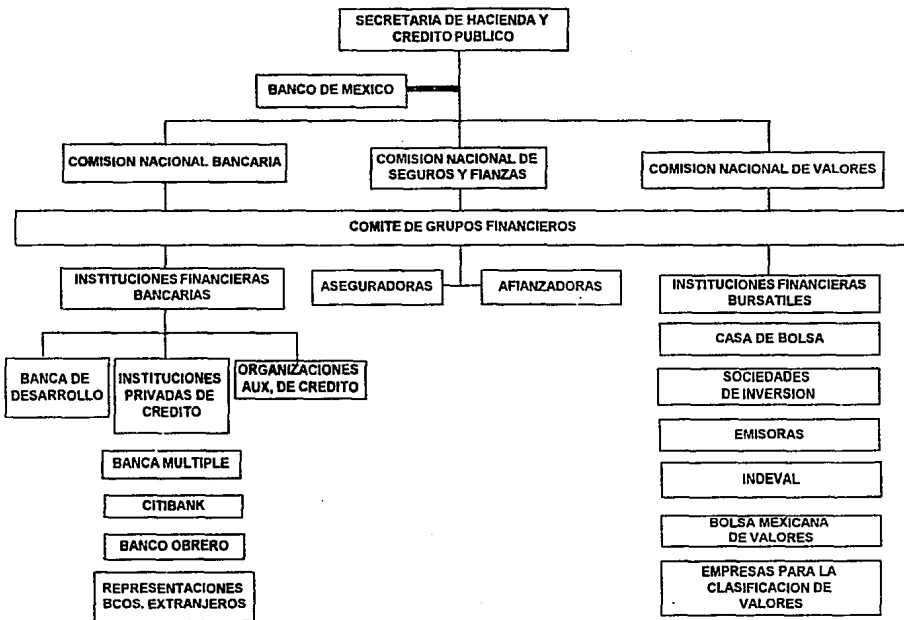 SECRETARIA DE HACIENDA Y
CREDITO PUBLICO
BANCO DE MEXICO
COMISION NACIONAL BANCARIA
COMISION NACIONAL DE
SEGUROS Y FIANZAS
COMISION NACIONAL DE VALORES
COMITE DE GRUPOS FINANCIEROS
INSTITUCIONES FINANCIERAS
BANCARIAS
ASEGURADORAS
AFIANZADORAS
INSTITUCIONES FINANCIERAS
BURSATILES
BANCA DE
DESARROLLO
INSTITUCIONES
PRIVADAS DE
CREDITO
ORGANIZACIONES
AUX, DE CREDITO
BANCA MULTIPLE
CITIBANK
BANCO OBRERO
REPRESENTACIONES
BCOS. EXTRANJEROS
CASA DE BOLSA
SOCIEDADES
DE INVERSION
EMISORAS
INDEVAL
BOLSA MEXICANA
DE VALORES
EMPRESAS PARA LA
CLASIFICACION DE
VALORES